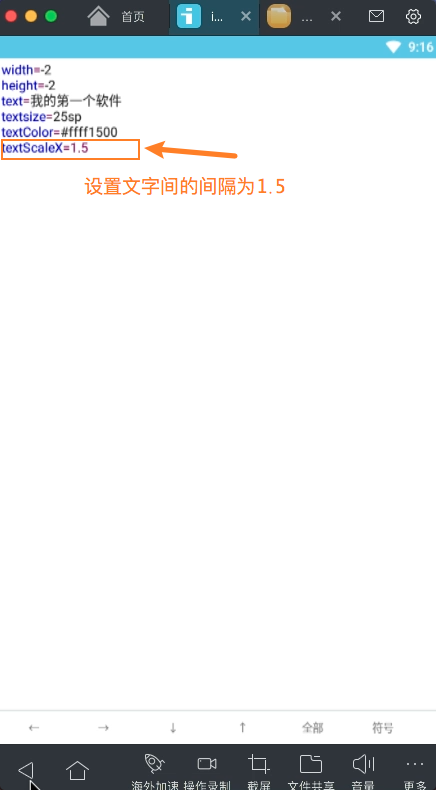 首页
i...
...
9:16
width=-2
height=-2
text=我的第一个软件
textsize=25sp
textColor=#ffff1500
textScaleX=1.5
设置文字间的间隔为1.5
← → ↓ ↑ 全部 符号
海外加速 操作录制 截屏 文件共享 音量 更多